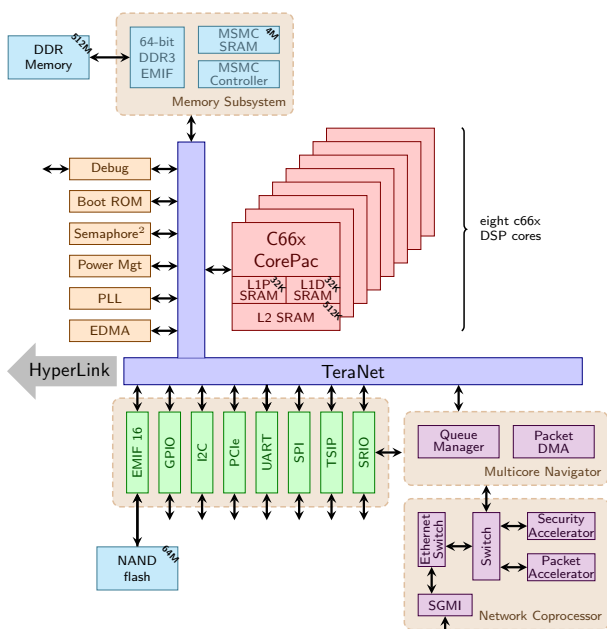 DDR
Memory
512M
64-bit
DDR3
EMIF
MSMC
SRAM
4M
MSMC
Controller
Memory Subsystem
Debug
Boot ROM
Semaphore²
Power Mgt
PLL
EDMA
C66x
CorePac
L1P
SRAM
32K
L1D
SRAM
32K
L2 SRAM
512K
eight c66x
DSP cores
HyperLink
TeraNet
EMIF 16
GPIO
I2C
PCIe
UART
SPI
TSIP
SRIO
Queue
Manager
Packet
DMA
Multicore Navigator
NAND
flash
64M
Ethernet
Switch
Switch
Security
Accelerator
Packet
Accelerator
SGMI
Network Coprocessor